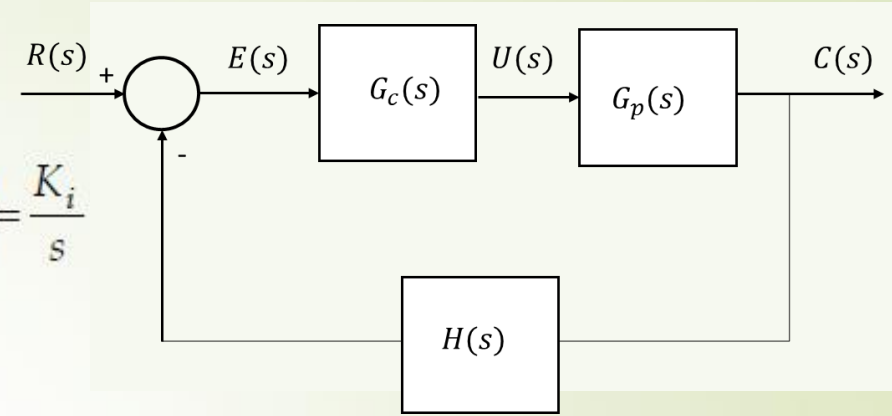 R(s) + E(s) G_c(s) U(s) G_p(s) C(s)
-
= K_i / s
H(s)